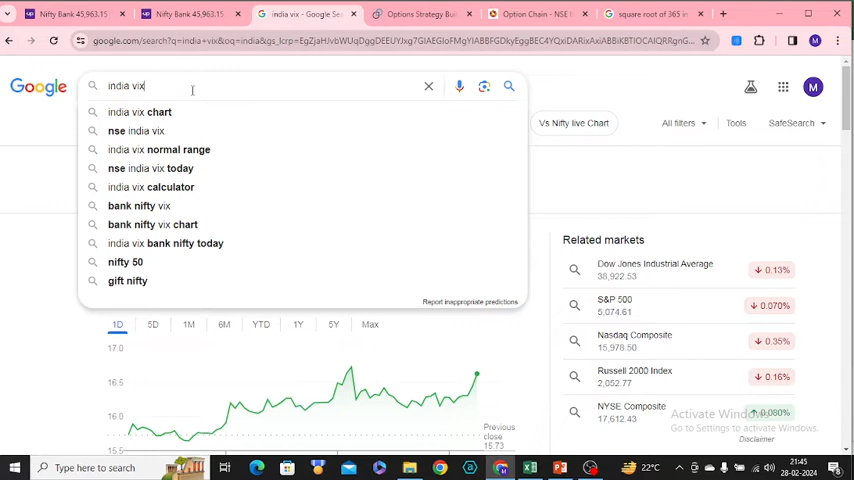 Nifty Bank 45,963.15
Nifty Bank 45,963.15
india vix - Google Sea
Options Strategy Buil
Option Chain - NSE I
square root of 365 in
google.com/search?q=india+vix&oq=india&gs_lcrp=EgZjaHJvbWUqDggDEEUYJxg7GIAEGIoFMgYIABBFGDkyEggBEC4YQxiDARixAxiABBiKBTIOCAIQRRgnG...
M
Google
india vix
M
india vix chart
nse india vix
india vix normal range
nse india vix today
india vix calculator
bank nifty vix
bank nifty vix chart
india vix bank nifty today
nifty 50
gift nifty
Report inappropriate predictions
Vs Nifty live Chart
All filters
Tools
SafeSearch
1D
5D
1M
6M
YTD
1Y
5Y
Max
17.0
16.5
16.0
15.5
Previous
close
15.73
Related markets
Dow Jones Industrial Average
38,922.53
0.13%
S&P 500
5,074.61
0.070%
Nasdaq Composite
15,978.50
0.35%
Russell 2000 Index
2,052.77
0.16%
NYSE Composite
17,612.43
0.080%
Activate Windows
Go to Settings to activate Windows.
Disclaimer
Type here to search
22°C
21:45
28-02-2024